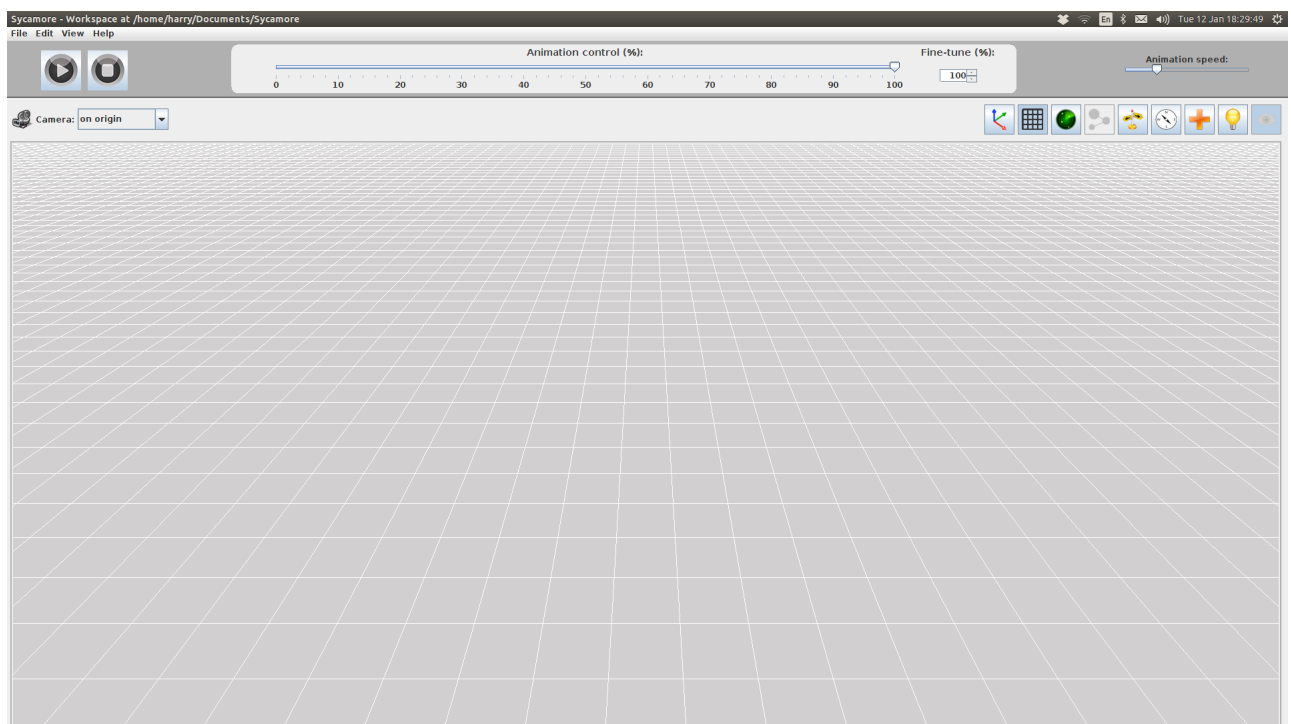 Sycamore - Workspace at /home/harry/Documents/Sycamore
En
Tue 12 Jan 18:29:49
File Edit View Help
Animation control (%):
0 10 20 30 40 50 60 70 80 90 100
Fine-tune (%):
100
Animation speed:
Camera: on origin